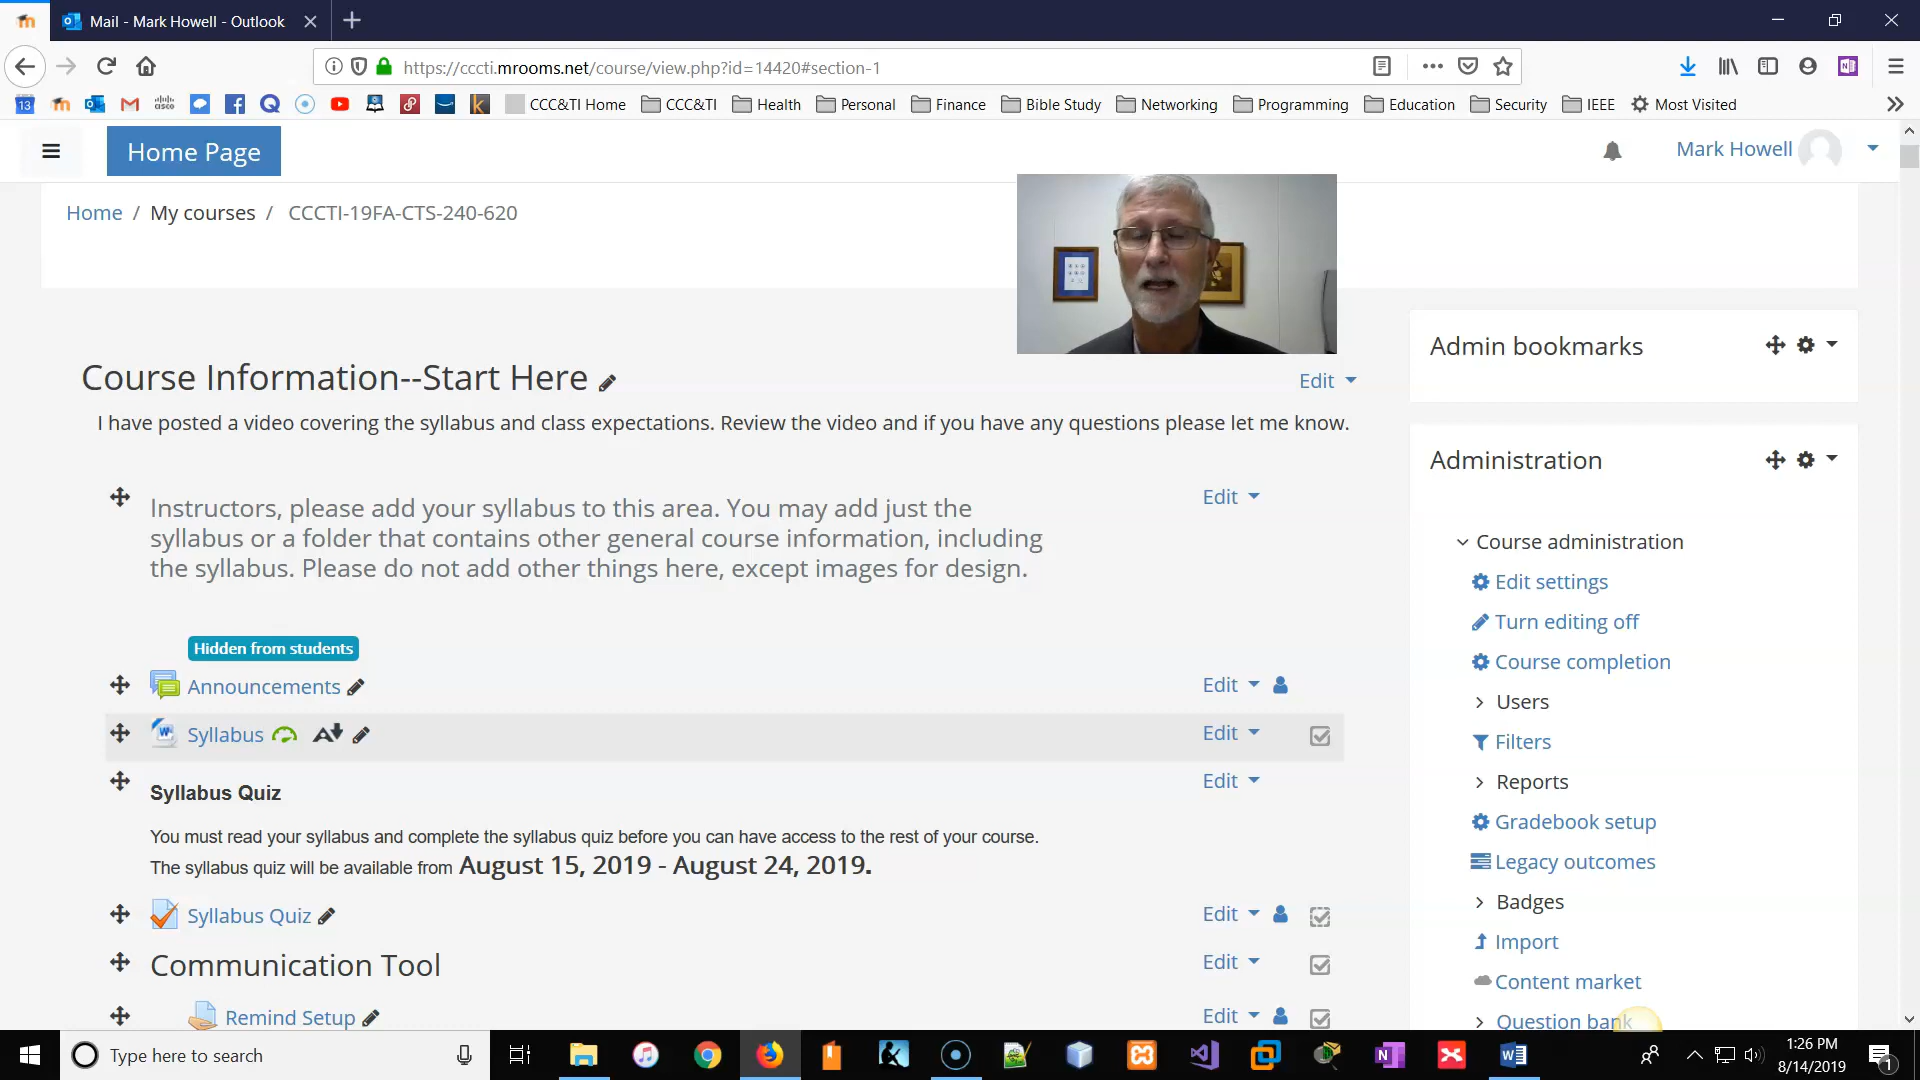 Mail - Mark Howell - Outlook
https://cccti.mrooms.net/course/view.php?id=14420#section-1
13
CCC&TI Home
CCC&TI
Health
Personal
Finance
Bible Study
Networking
Programming
Education
Security
IEEE
Most Visited
Home Page
Mark Howell
Home / My courses / CCCTI-19FA-CTS-240-620
Course Information--Start Here
Edit
I have posted a video covering the syllabus and class expectations. Review the video and if you have any questions please let me know.
Instructors, please add your syllabus to this area. You may add just the
syllabus or a folder that contains other general course information, including
the syllabus. Please do not add other things here, except images for design.
Edit
Hidden from students
Announcements
Edit
Syllabus
Edit
Syllabus Quiz
Edit
You must read your syllabus and complete the syllabus quiz before you can have access to the rest of your course.
The syllabus quiz will be available from August 15, 2019 - August 24, 2019.
Syllabus Quiz
Edit
Communication Tool
Edit
Remind Setup
Edit
Admin bookmarks
Administration
Course administration
Edit settings
Turn editing off
Course completion
Users
Filters
Reports
Gradebook setup
Legacy outcomes
Badges
Import
Content market
Question bank
Type here to search
1:26 PM
8/14/2019
1